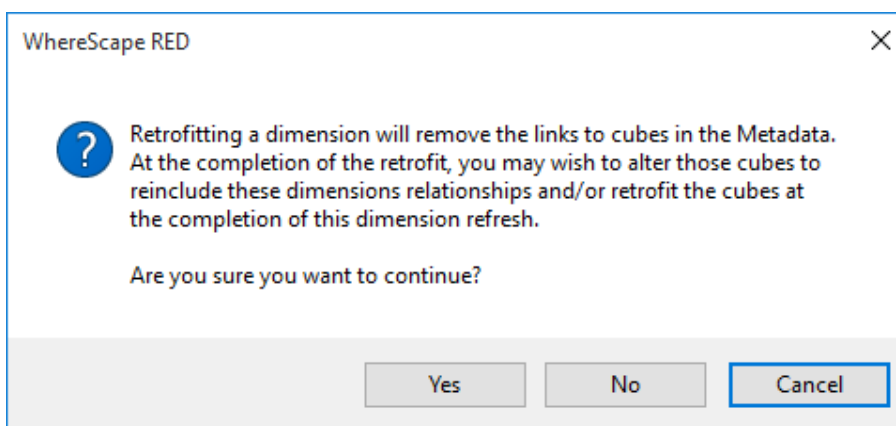 WhereScape RED
Retrofitting a dimension will remove the links to cubes in the Metadata.
At the completion of the retrofit, you may wish to alter those cubes to
reinclude these dimensions relationships and/or retrofit the cubes at
the completion of this dimension refresh.
Are you sure you want to continue?
Yes No Cancel